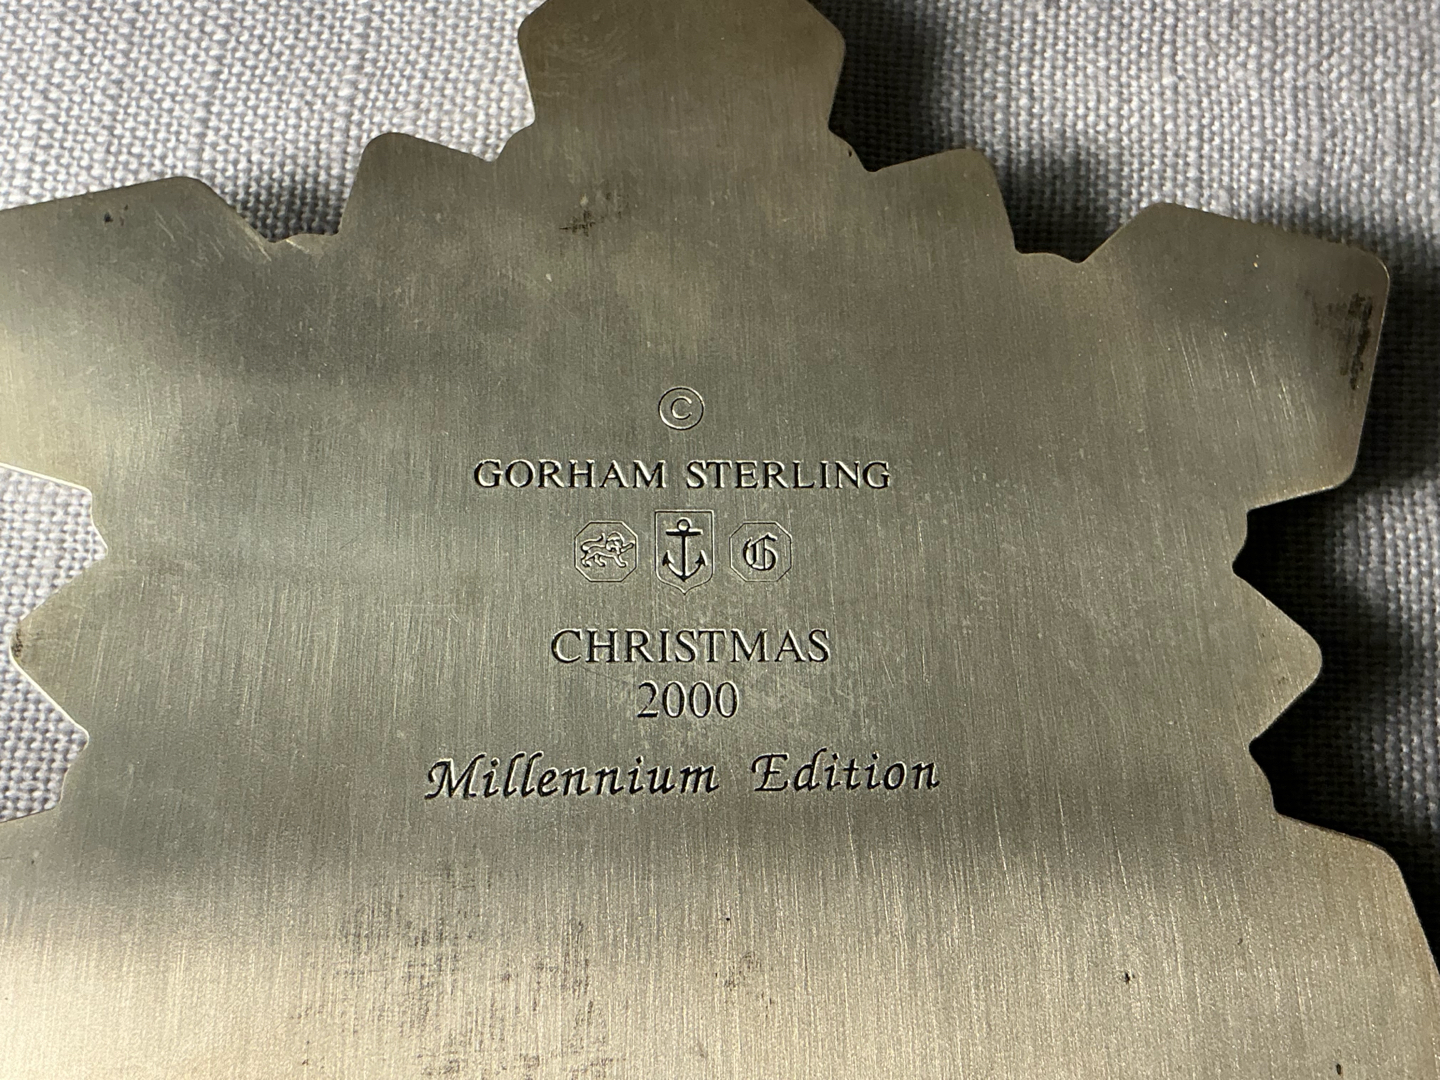 ©
GORHAM STERLING
G
CHRISTMAS
2000
Millennium Edition